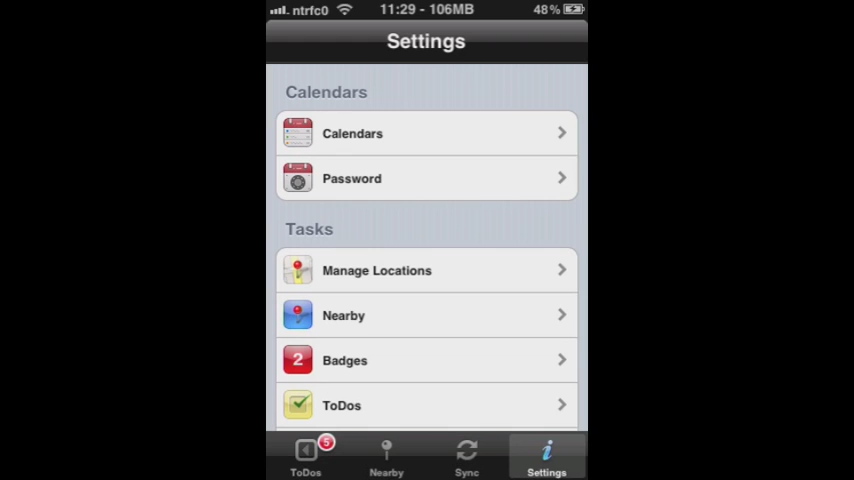 ntrfc0 11:29 - 106MB 48%
Settings
Calendars
Calendars
Password
Tasks
Manage Locations
Nearby
2 Badges
ToDos
5
ToDos Nearby Sync Settings